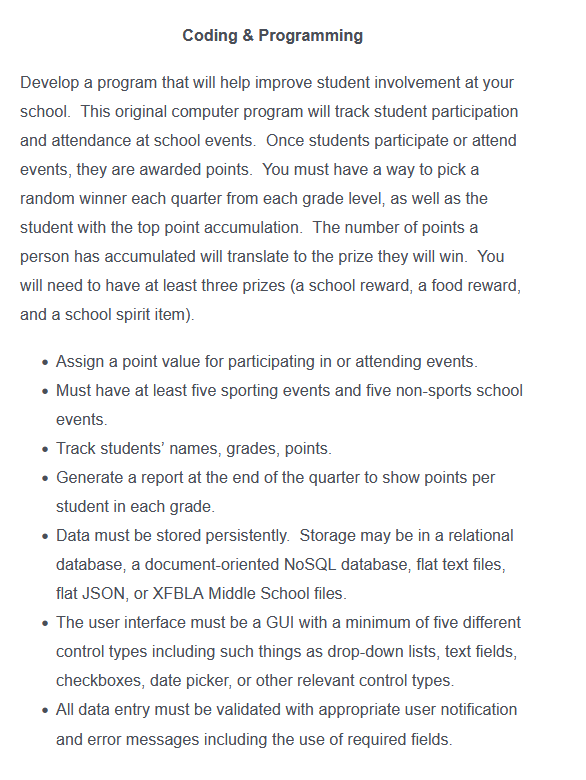 Coding & Programming
Develop a program that will help improve student involvement at your
school.  This original computer program will track student participation
and attendance at school events.  Once students participate or attend
events, they are awarded points.  You must have a way to pick a
random winner each quarter from each grade level, as well as the
student with the top point accumulation.  The number of points a
person has accumulated will translate to the prize they will win.  You
will need to have at least three prizes (a school reward, a food reward,
and a school spirit item).
• Assign a point value for participating in or attending events.
• Must have at least five sporting events and five non-sports school
events.
• Track students’ names, grades, points.
• Generate a report at the end of the quarter to show points per
student in each grade.
• Data must be stored persistently.  Storage may be in a relational
database, a document-oriented NoSQL database, flat text files,
flat JSON, or XFBLA Middle School files.
• The user interface must be a GUI with a minimum of five different
control types including such things as drop-down lists, text fields,
checkboxes, date picker, or other relevant control types.
• All data entry must be validated with appropriate user notification
and error messages including the use of required fields.